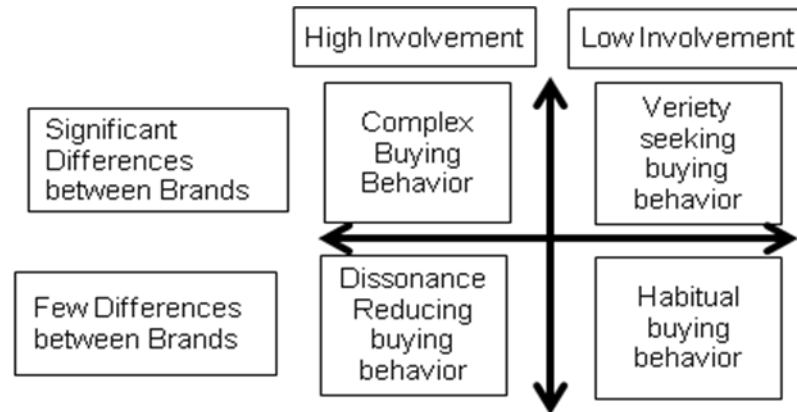 High Involvement
Low Involvement
Significant
Differences
between Brands
Complex
Buying
Behavior
Veriety
seeking
buying
behavior
Few Differences
between Brands
Dissonance
Reducing
buying
behavior
Habitual
buying
behavior